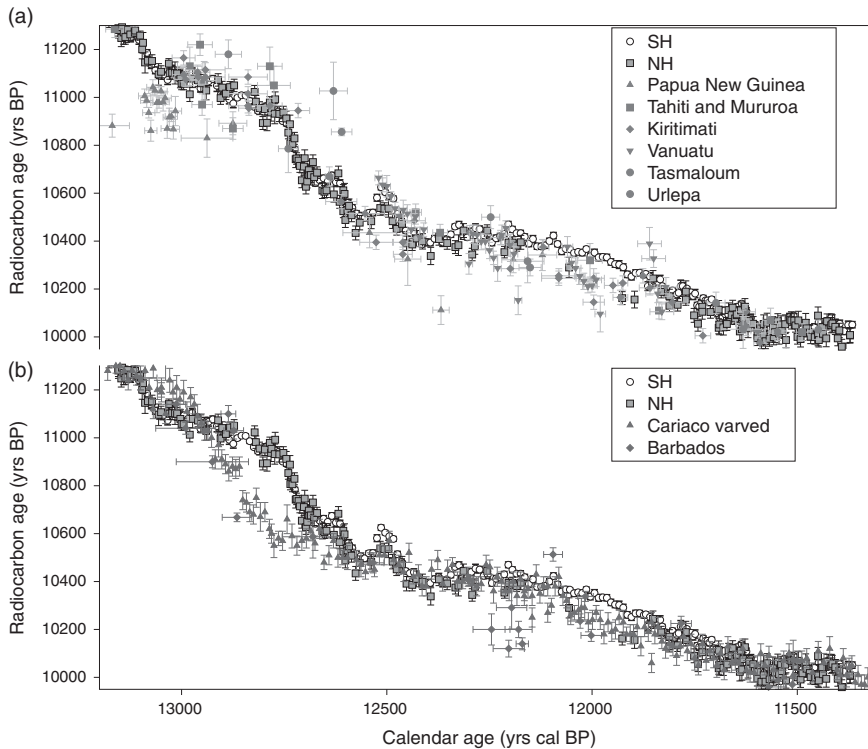 (a)
11200
11000
10800
10600
10400
10200
10000
Radiocarbon age (yrs BP)
SH
NH
Papua New Guinea
Tahiti and Mururoa
Kiritimati
Vanuatu
Tasmaloum
Urlepa
(b)
11200
11000
10800
10600
10400
10200
10000
Radiocarbon age (yrs BP)
SH
NH
Cariaco varved
Barbados
13000 12500 12000 11500
Calendar age (yrs cal BP)